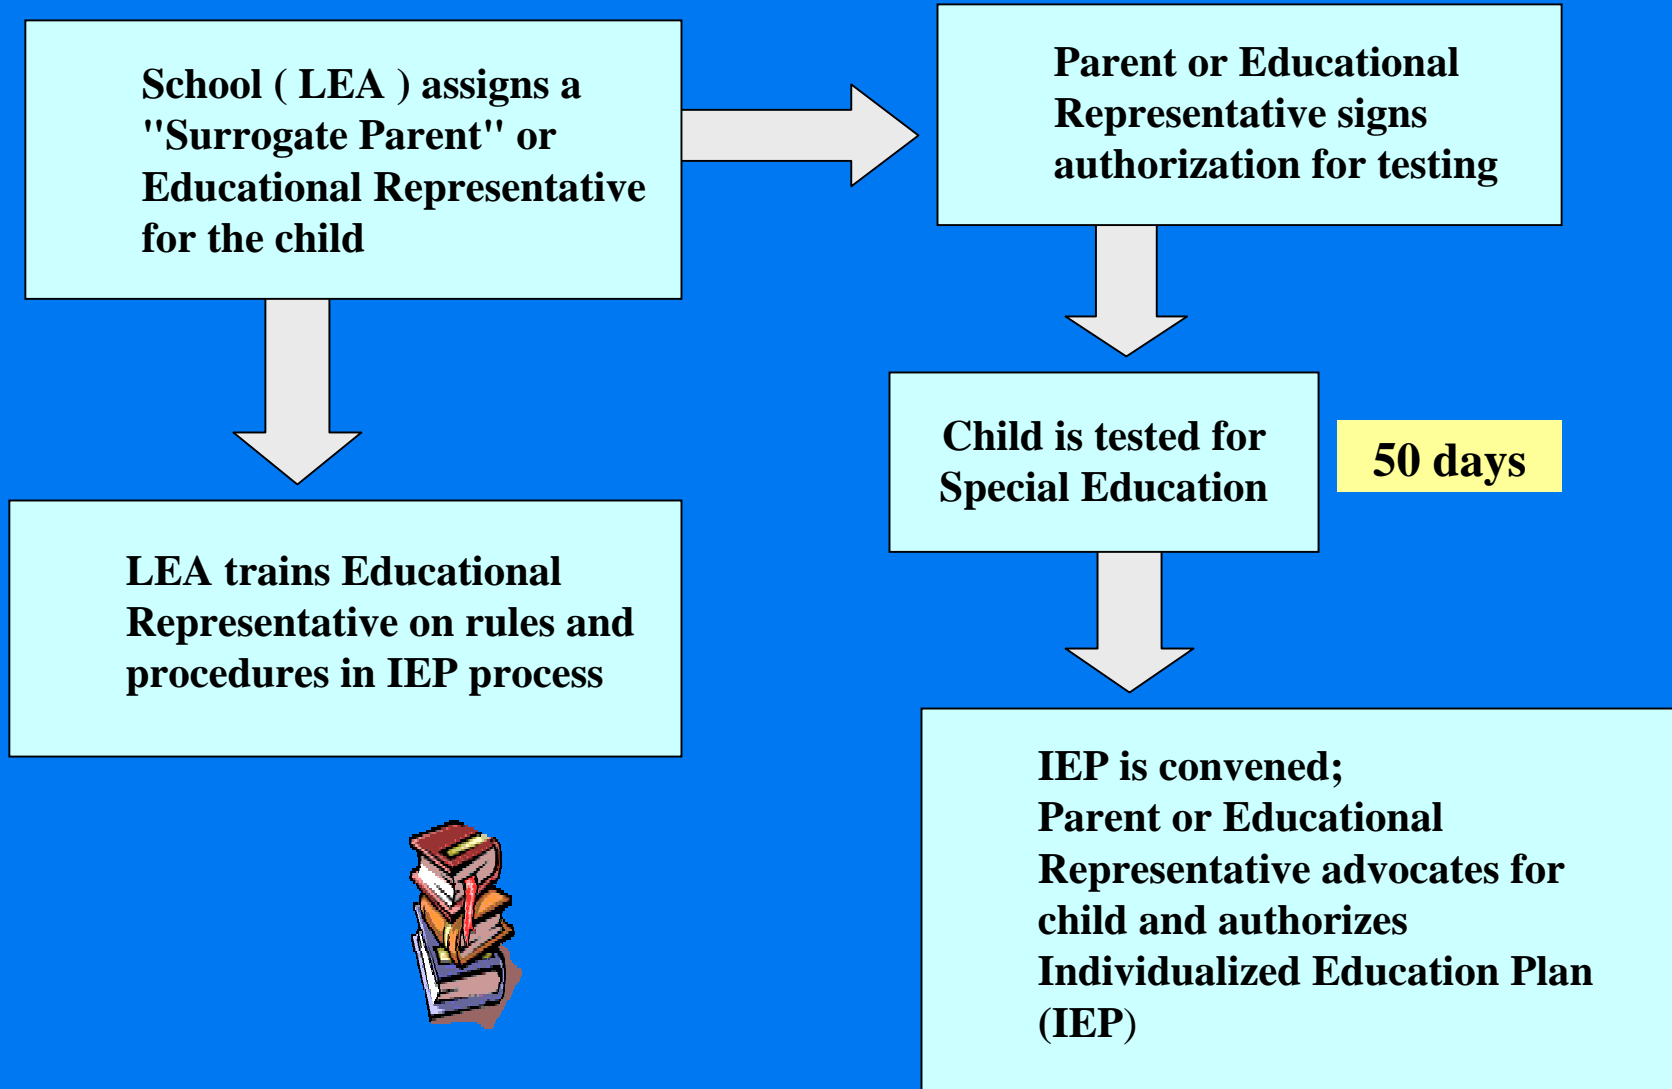 School ( LEA ) assigns a
"Surrogate Parent" or
Educational Representative
for the child
Parent or Educational
Representative signs
authorization for testing
Child is tested for
Special Education
50 days
LEA trains Educational
Representative on rules and
procedures in IEP process
IEP is convened;
Parent or Educational
Representative advocates for
child and authorizes
Individualized Education Plan
(IEP)